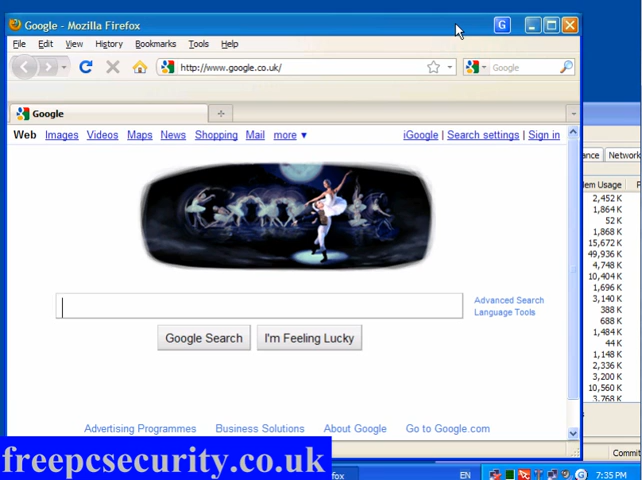 Google - Mozilla Firefox
G
File Edit View History Bookmarks Tools Help
http://www.google.co.uk/
Google
Google
Web Images Videos Maps News Shopping Mail more ▼ iGoogle | Search settings | Sign in
Advanced Search
Language Tools
Google Search
I'm Feeling Lucky
Advertising Programmes Business Solutions About Google Go to Google.com
ance Network
lem Usage
2,452 K
1,864 K
52 K
1,868 K
15,672 K
49,936 K
4,748 K
10,404 K
1,696 K
3,140 K
388 K
688 K
1,484 K
44 K
1,148 K
2,336 K
3,200 K
10,560 K
3,768 K
Commit
freepcsecurity.co.uk
fox
EN
7:35 PM